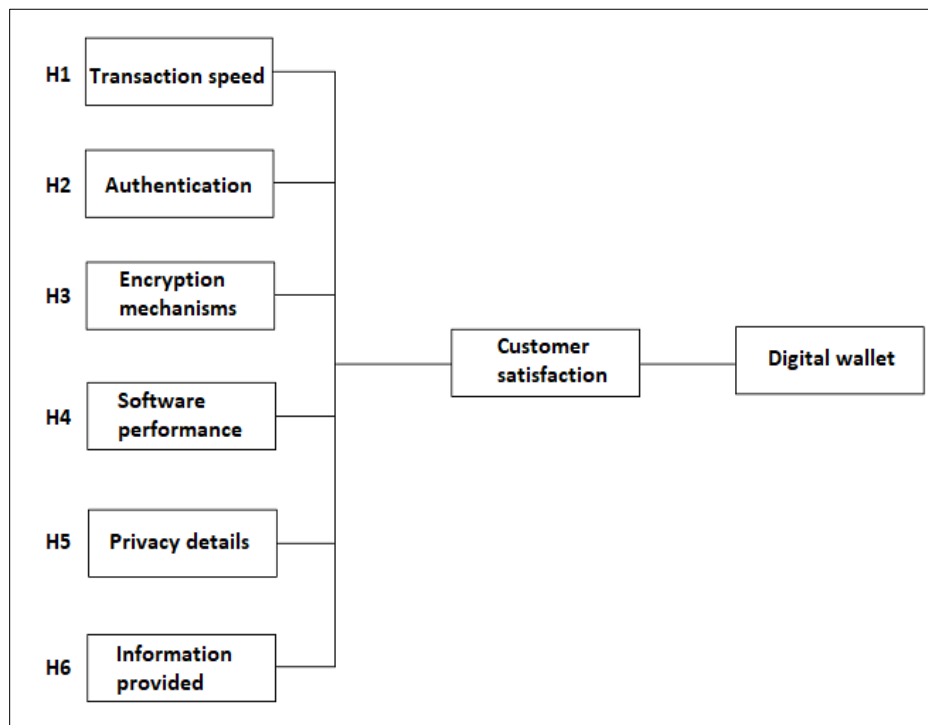 H1
Transaction speed
H2
Authentication
H3
Encryption
mechanisms
H4
Software
performance
H5
Privacy details
H6
Information
provided
Customer
satisfaction
Digital wallet